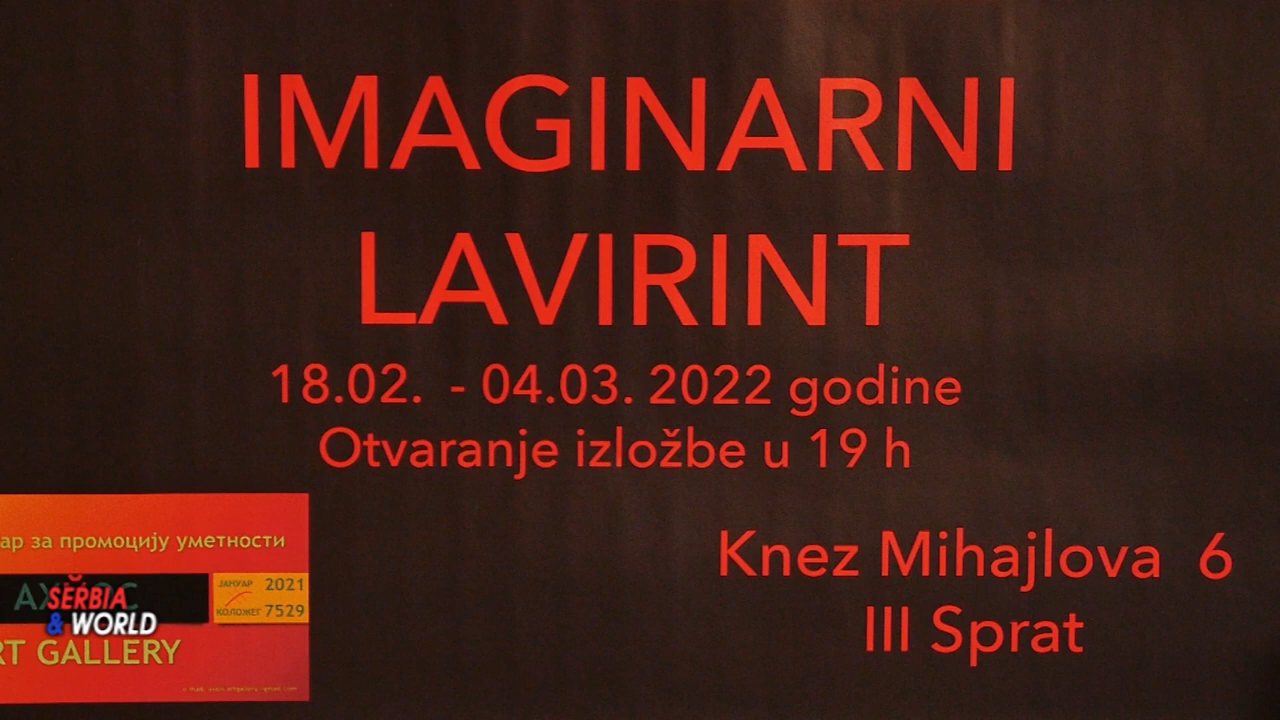 IMAGINARNI
LAVIRINT
18.02. - 04.03. 2022 godine
Otvaranje izložbe u 19 h
Knez Mihajlova 6
III Sprat
ар за промоцију уметности
ЈАНУАР 2021
КОЛОЖЕГ 7529
SERBIA
& WORLD
RT GALLERY